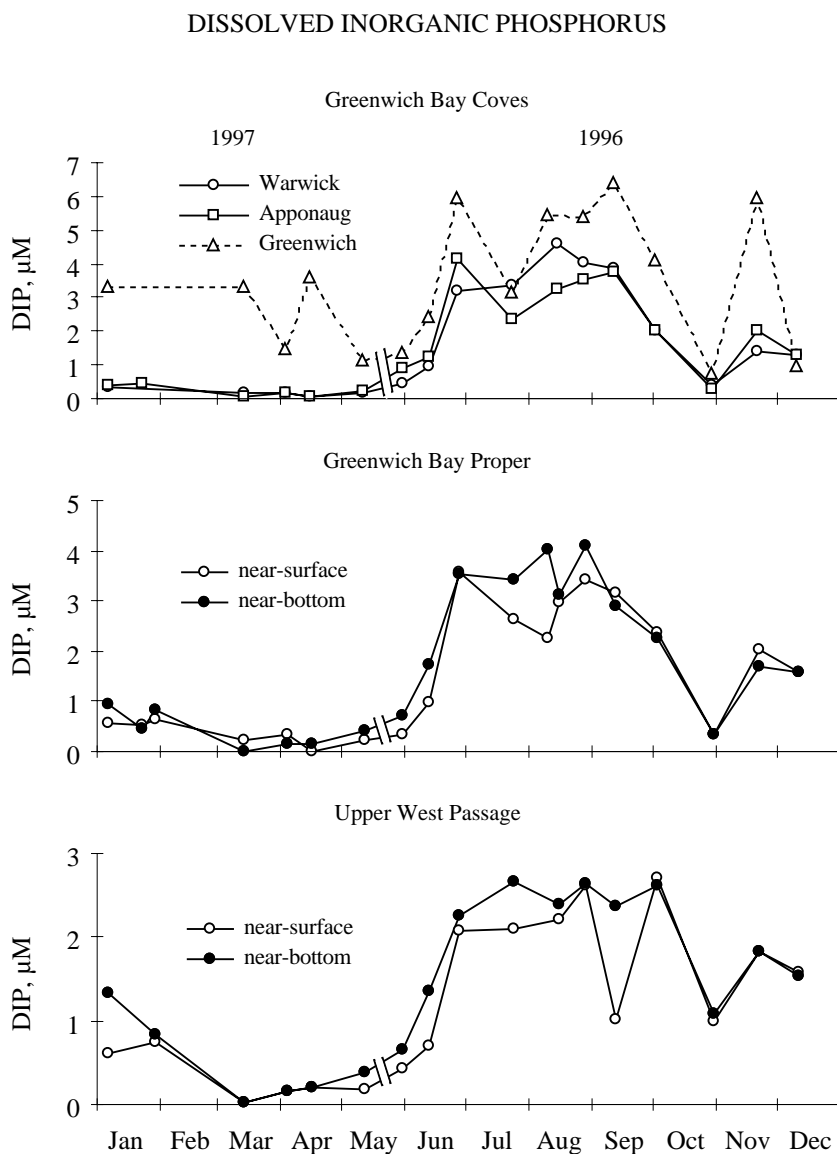 DISSOLVED INORGANIC PHOSPHORUS
Greenwich Bay Coves
1997 1996
DIP, µM
7
6
5
4
3
2
1
0
Warwick
Apponaug
Greenwich
Greenwich Bay Proper
DIP, µM
5
4
3
2
1
0
near-surface
near-bottom
Upper West Passage
DIP, µM
3
2
1
0
near-surface
near-bottom
Jan Feb Mar Apr May Jun Jul Aug Sep Oct Nov Dec